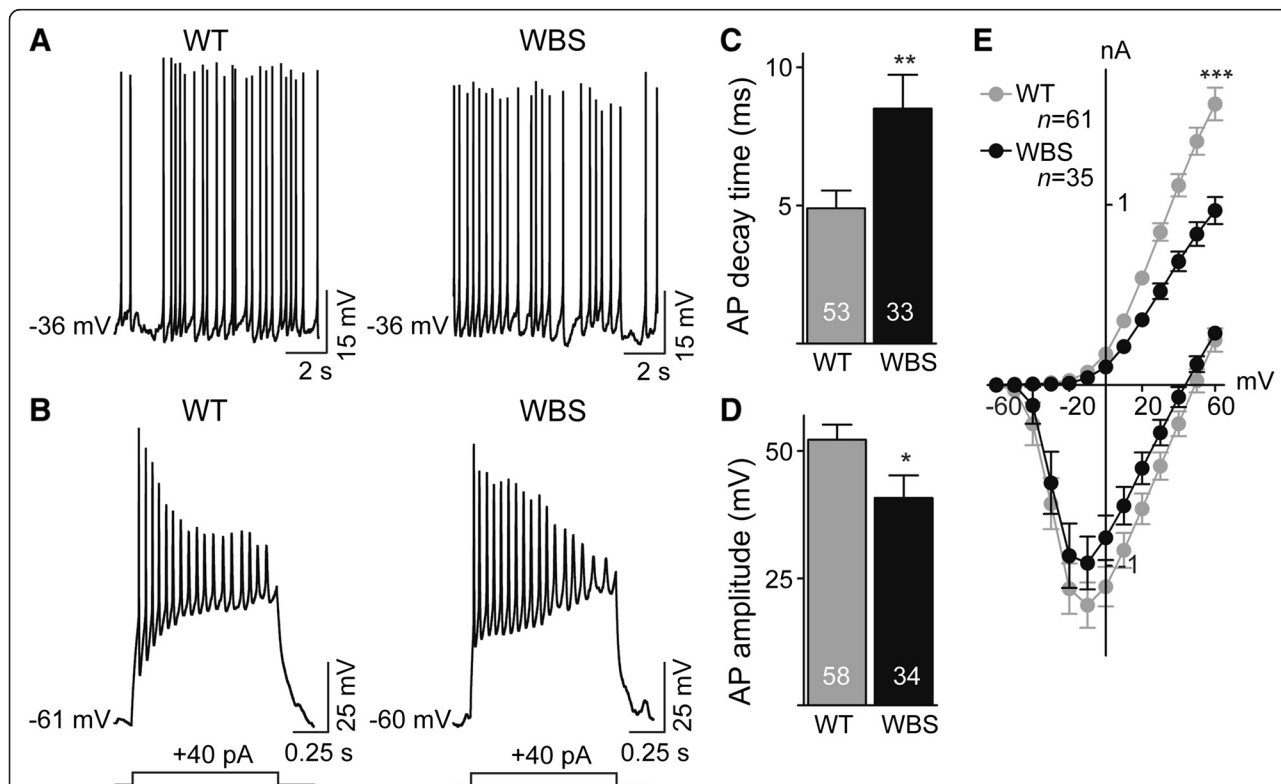 A
WT
WBS
-36 mV
15 mV
2 s
-36 mV
15 mV
2 s
B
WT
WBS
-61 mV
25 mV
0.25 s
-60 mV
25 mV
0.25 s
+40 pA
+40 pA
C
AP decay time (ms)
10
5
**
53
33
WT
WBS
D
AP amplitude (mV)
50
25
*
58
34
WT
WBS
E
nA
***
WT
n=61
WBS
n=35
1
mV
-60
-20
20
60
-1